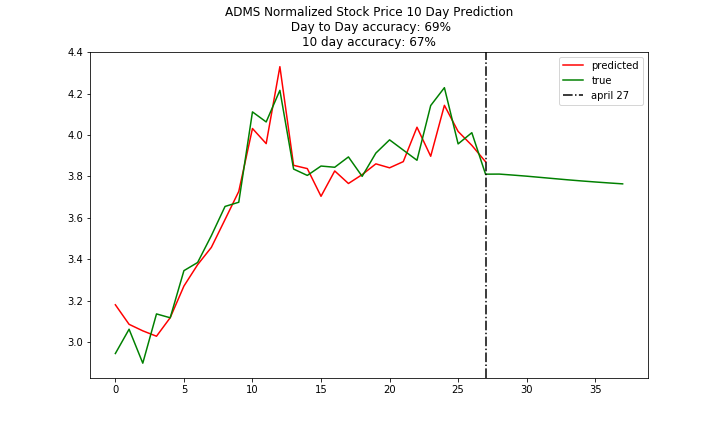 ADMS Normalized Stock Price 10 Day Prediction
Day to Day accuracy: 69%
10 day accuracy: 67%
predicted
true
april 27
4.4
4.2
4.0
3.8
3.6
3.4
3.2
3.0
0 5 10 15 20 25 30 35